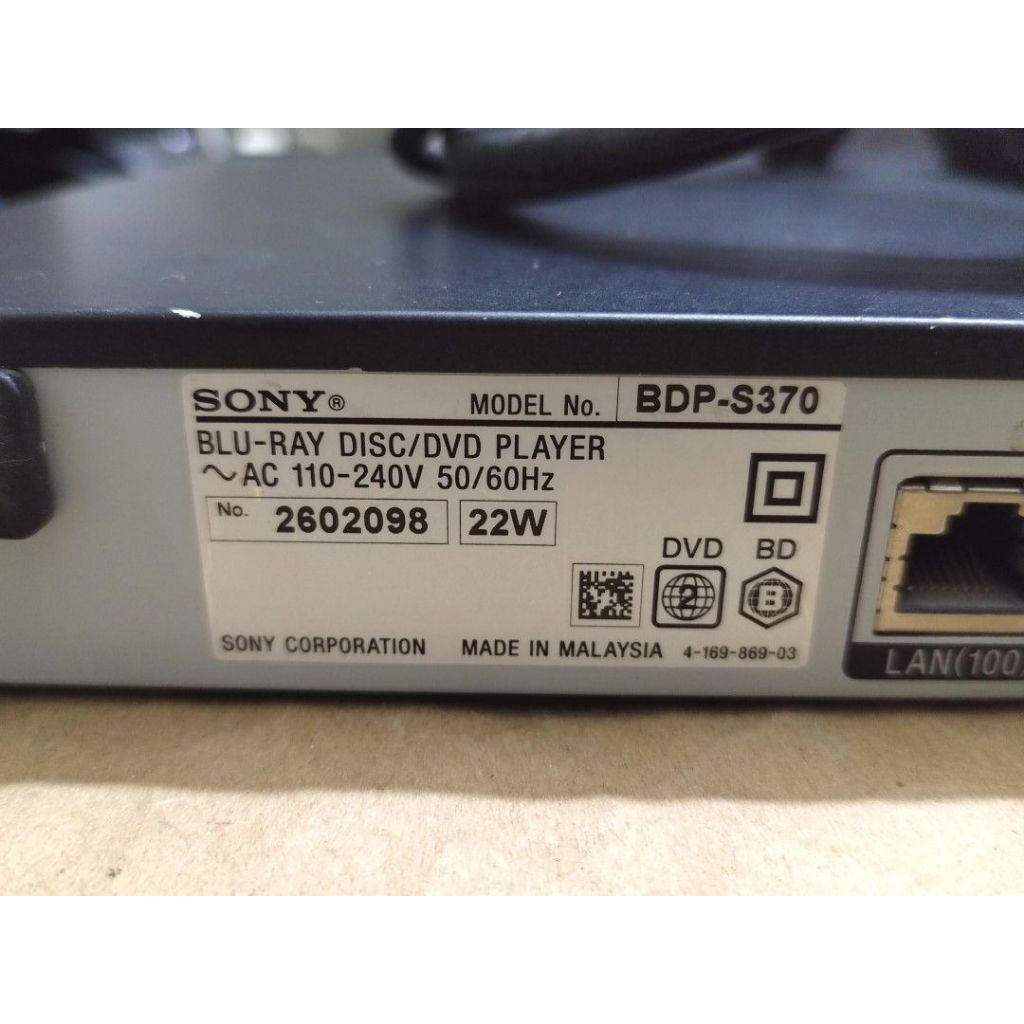 SONY® MODEL No. BDP-S370
BLU-RAY DISC/DVD PLAYER
～AC 110-240V 50/60Hz
No. 2602098 22W
DVD BD
2 B
SONY CORPORATION MADE IN MALAYSIA 4-169-869-03
LAN(100)